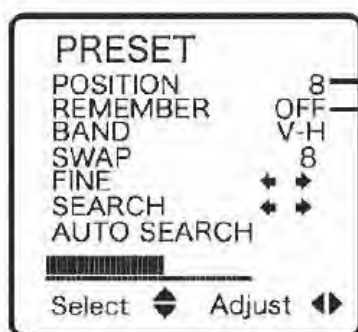 PRESET
POSITION 8
REMEMBER OFF
BAND V-H
SWAP 8
FINE
SEARCH
AUTO SEARCH
Select Adjust